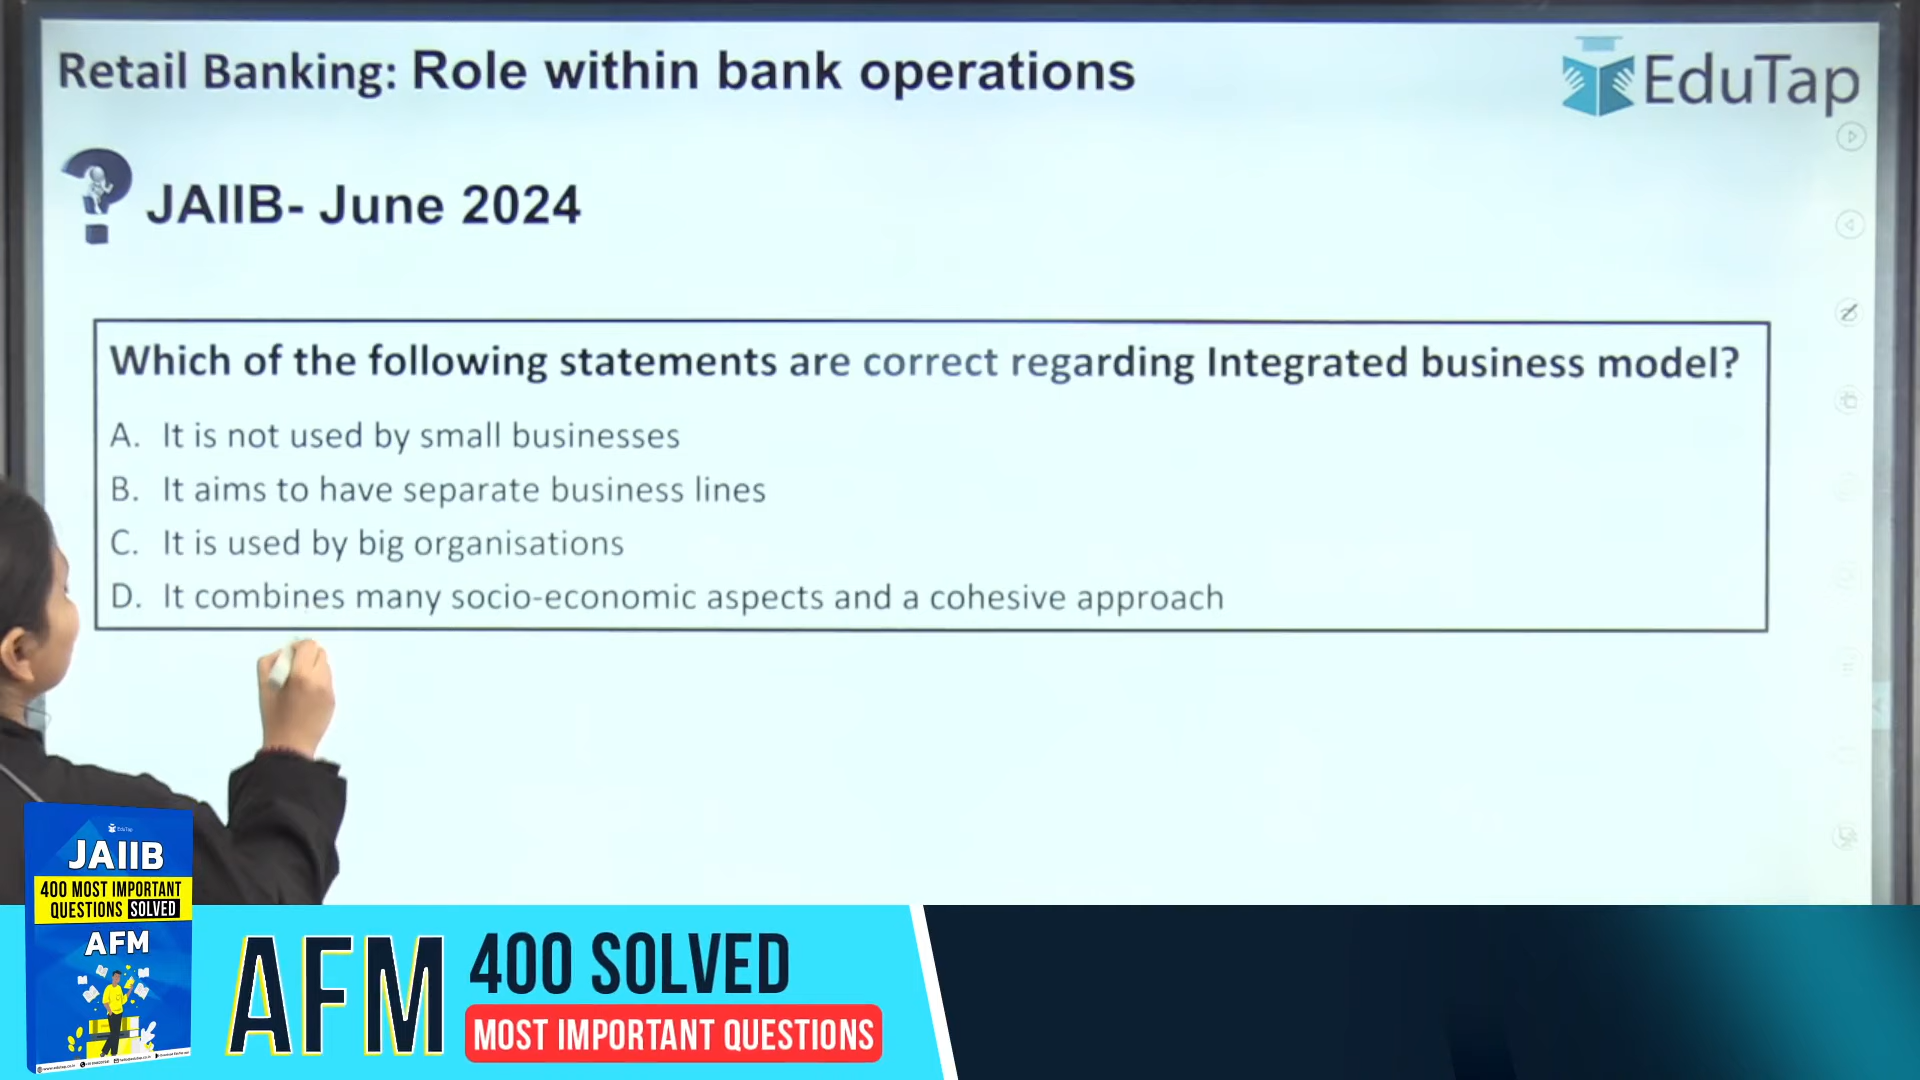 Retail Banking: Role within bank operations
EduTap
JAIIB- June 2024
Which of the following statements are correct regarding Integrated business model?
A. It is not used by small businesses
B. It aims to have separate business lines
C. It is used by big organisations
D. It combines many socio-economic aspects and a cohesive approach
EduTap
JAIIB
400 MOST IMPORTANT
QUESTIONS SOLVED
AFM
AFM
400 SOLVED
MOST IMPORTANT QUESTIONS